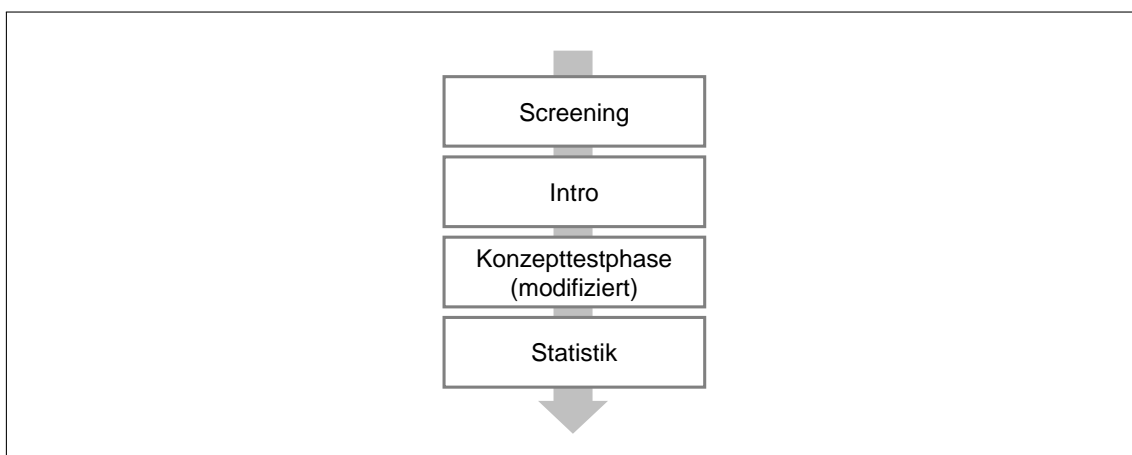 Screening
Intro
Konzepttestphase
(modifiziert)
Statistik